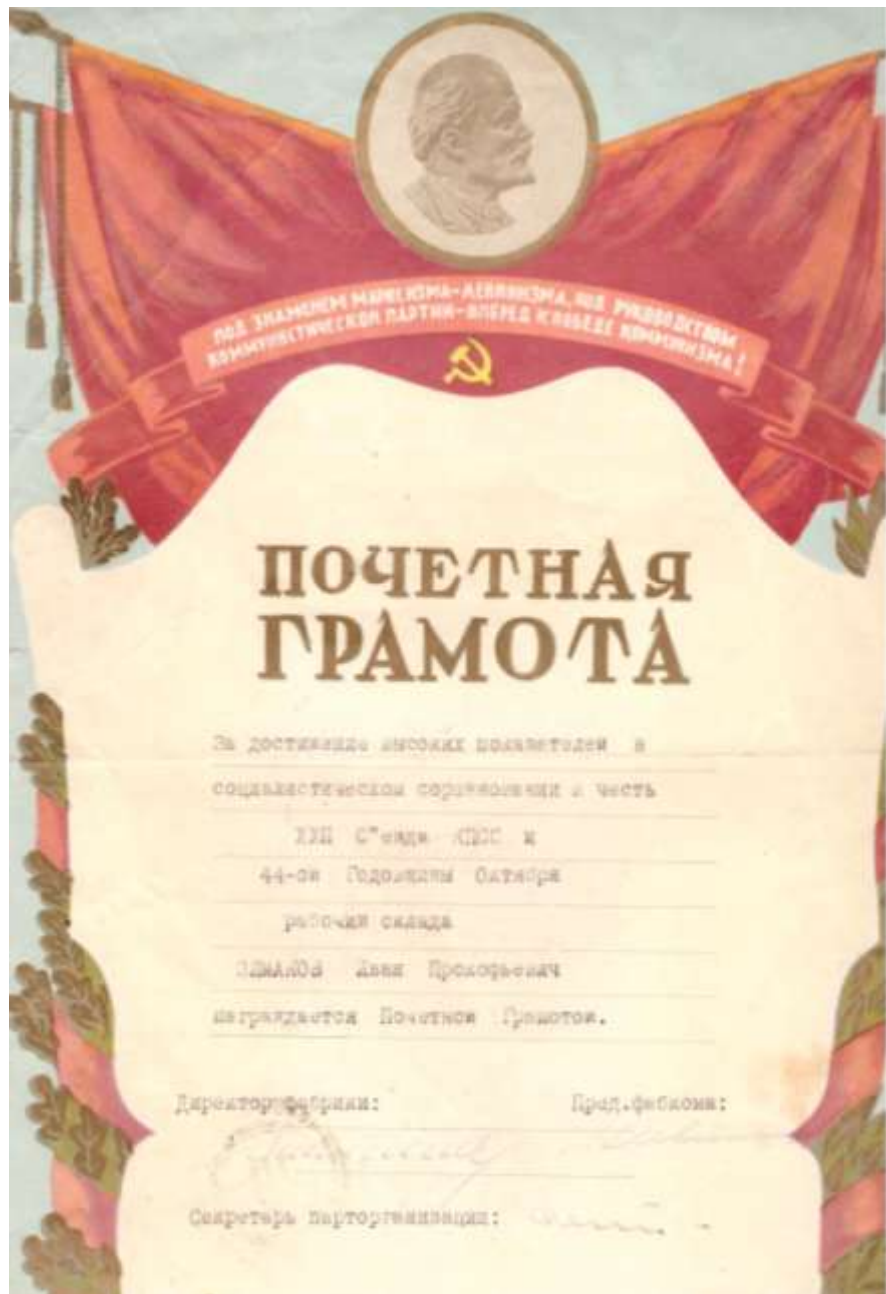 ПОД ЗНАМЕНЕМ МАРКСИЗМА-ЛЕНИНИЗМА, ПОД РУКОВОДСТВОМ
КОММУНИСТИЧЕСКОЙ ПАРТИИ-ВПЕРЕД К ПОБЕДЕ КОММУНИЗМА!
ПОЧЕТНАЯ
ГРАМОТА
За достижение высоких показателей в
социалистическом соревновании в честь
ХХП С"езда КПСС и
44-ой Годовщины Октября
рабочий склада
Иван Прокофьевич
награждается Почетной Грамотой.
Директор фабрики: Пред.фабкома:
Секретарь парторганизации: